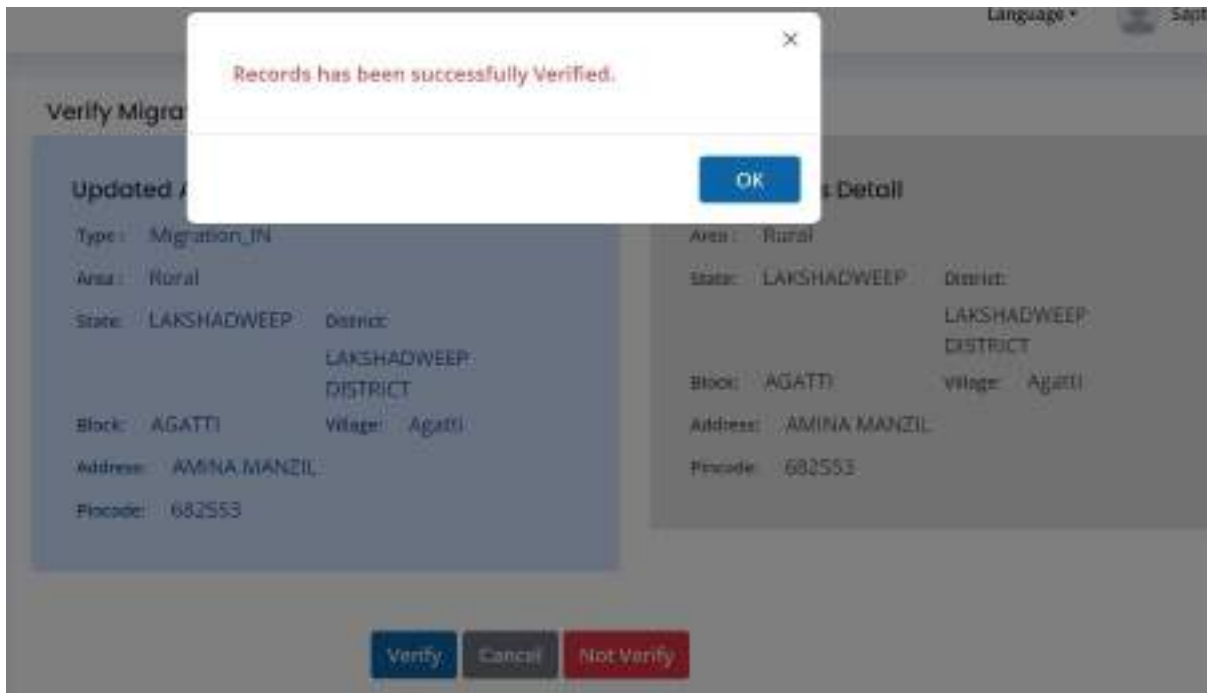 Language
Sapt
×
Records has been successfully Verified.
OK
Verify Migra
Updated A
Type : Migration_IN
Area : Rural
State: LAKSHADWEEP District:
LAKSHADWEEP
DISTRICT
Block: AGATTI Village: Agatti
Address: AMINA MANZIL
Pincode: 682553
s Detail
Area : Rural
State: LAKSHADWEEP District:
LAKSHADWEEP
DISTRICT
Block: AGATTI Village: Agatti
Address: AMINA MANZIL
Pincode: 682553
Verify Cancel Not Verify